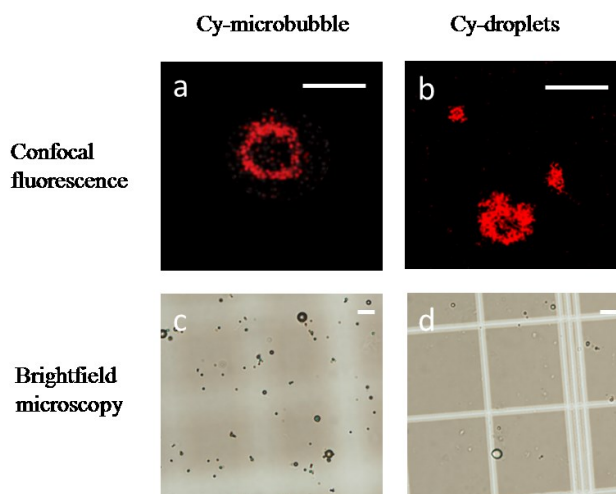 Cy-microbubble Cy-droplets
a b
Confocal
fluorescence
c d
Brightfield
microscopy